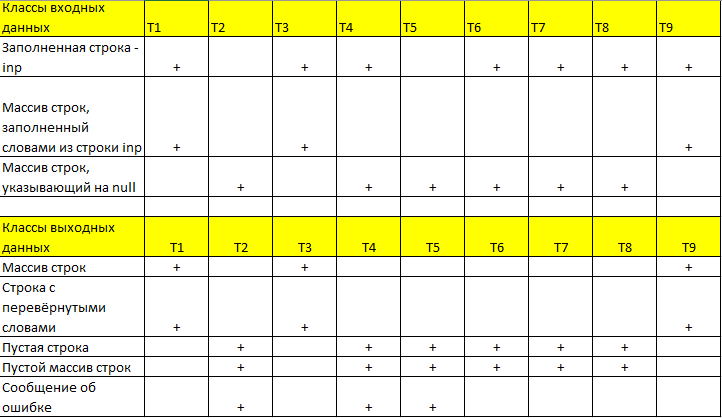 Классы входных
данных T1 T2 T3 T4 T5 T6 T7 T8 T9
Заполненная строка -
inp + + + + + + +
Массив строк,
заполненный
словами из строки inp + + +
Массив строк,
указывающий на null + + + + + +
Классы выходных
данных T1 T2 T3 T4 T5 T6 T7 T8 T9
Массив строк + + +
Строка с
перевёрнутыми
словами + + +
Пустая строка + + + + + +
Пустой массив строк + + + + + +
Сообщение об
ошибке + + +